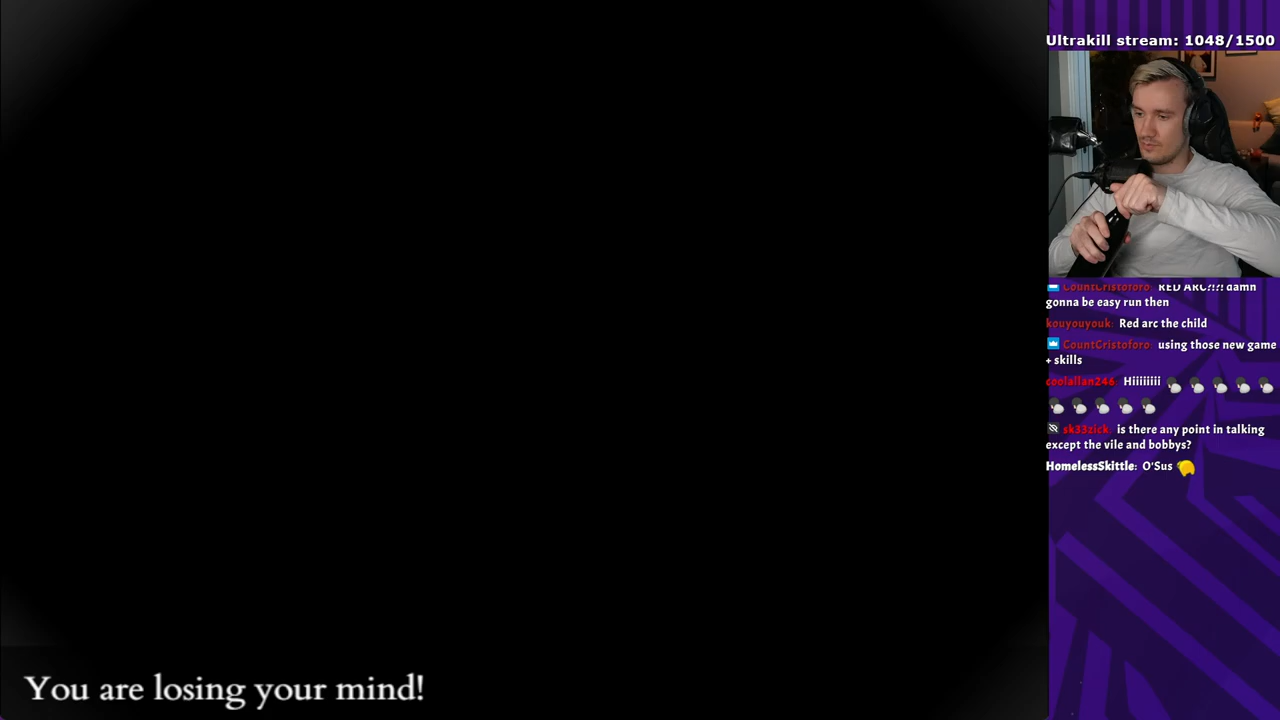 Ultrakill stream: 1048/1500
CountCristoforo: RED ARC?!?! damn
gonna be easy run then
kouyouyouk: Red arc the child
CountCristoforo: using those new game
+ skills
coolallan246: Hiiiiiiii
sk33zick: is there any point in talking
except the vile and bobbys?
HomelessSkittle: O'Sus
You are losing your mind!